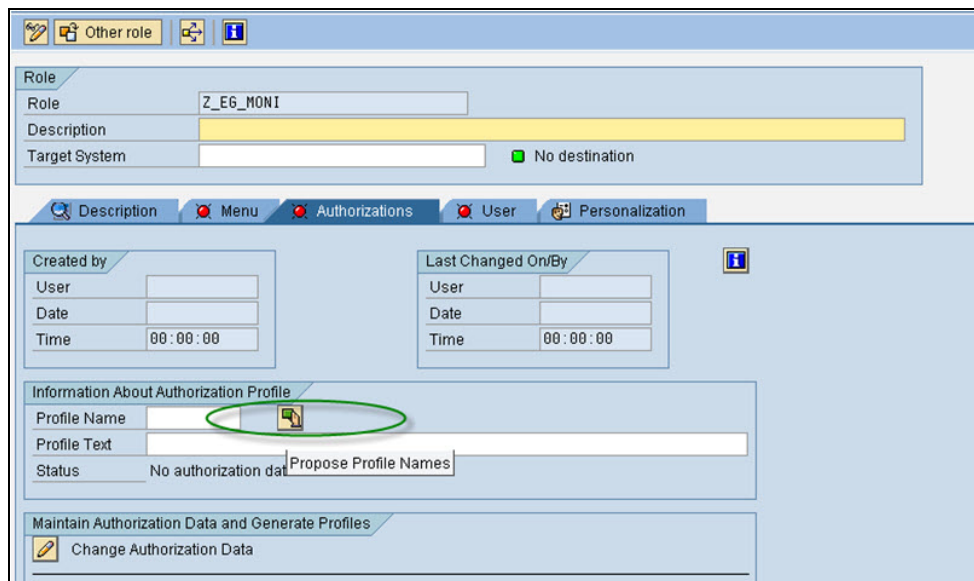 Other role
Role
Role Z_EG_MONI
Description
Target System No destination
Description Menu Authorizations User Personalization
Created by Last Changed On/By
User User
Date Date
Time 00:00:00 Time 00:00:00
Information About Authorization Profile
Profile Name
Profile Text
Propose Profile Names
Status No authorization dat
Maintain Authorization Data and Generate Profiles
Change Authorization Data